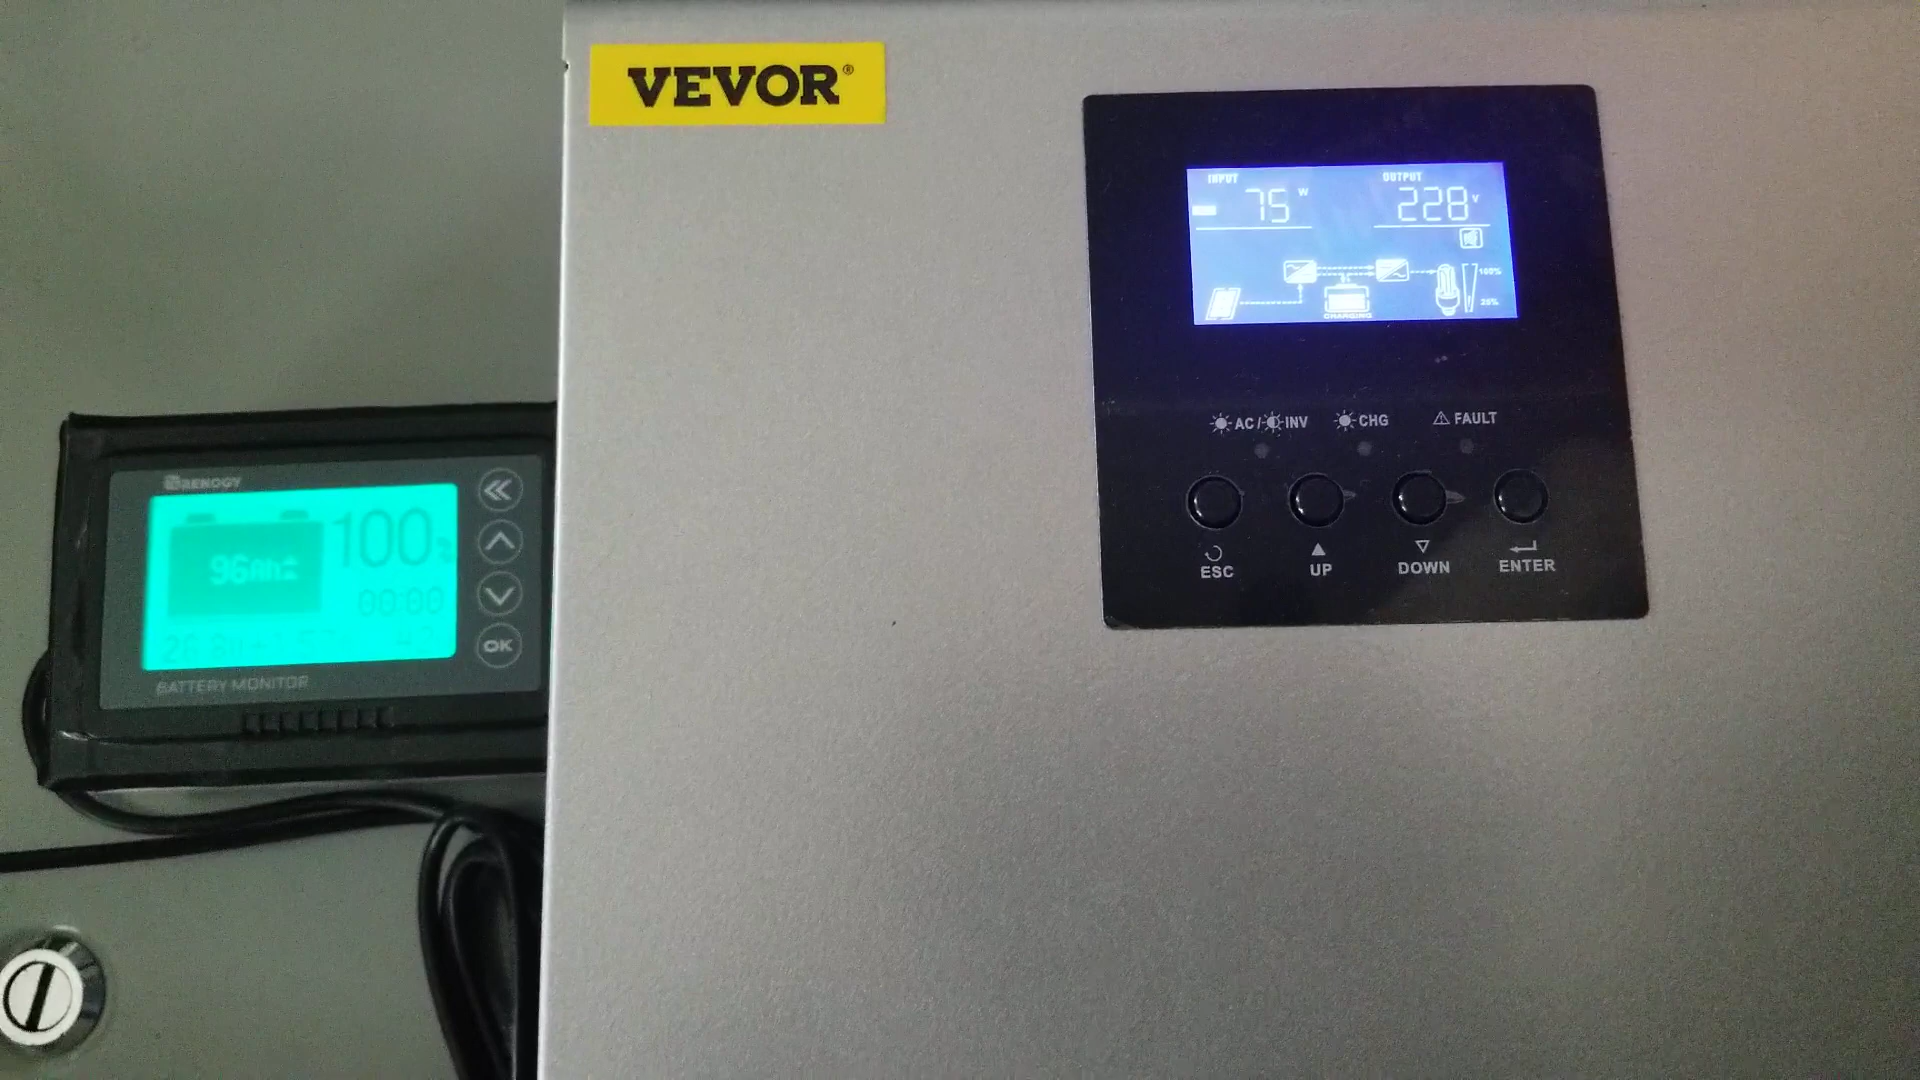 VEVOR®
INPUT
75 W
OUTPUT
228 V
100%
25%
CHARGING
AC/ INV
CHG
FAULT
ESC
UP
DOWN
ENTER
RENOGY
100%
96Ah
00:00
OK
BATTERY MONITOR